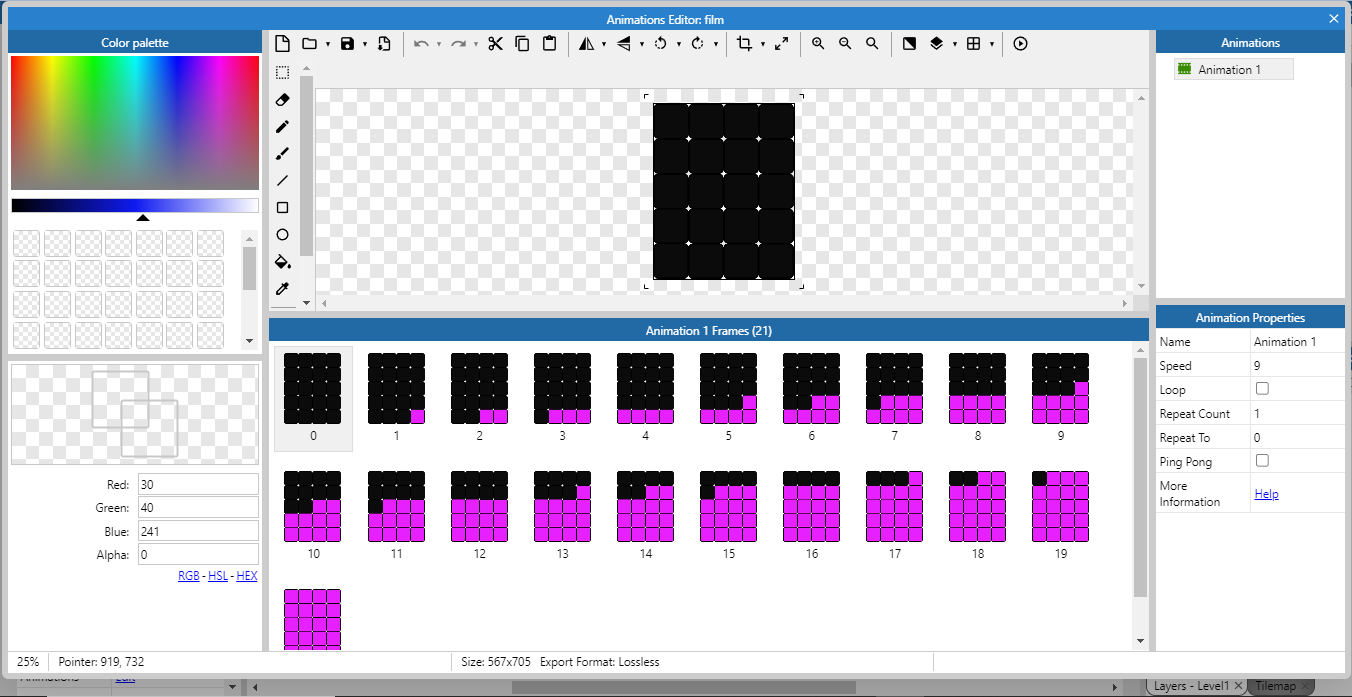 Animations Editor: film
Color palette
Animations
Animation 1
Animation 1 Frames (21)
0 1 2 3 4 5 6 7 8 9
10 11 12 13 14 15 16 17 18 19
Red: 30
Green: 40
Blue: 241
Alpha: 0
RGB - HSL - HEX
Animation Properties
Name Animation 1
Speed 9
Loop
Repeat Count 1
Repeat To 0
Ping Pong
More
Information
Help
25% Pointer: 919, 732 Size: 567x705 Export Format: Lossless
Animations Edit
Layers - Level1 Tilemap